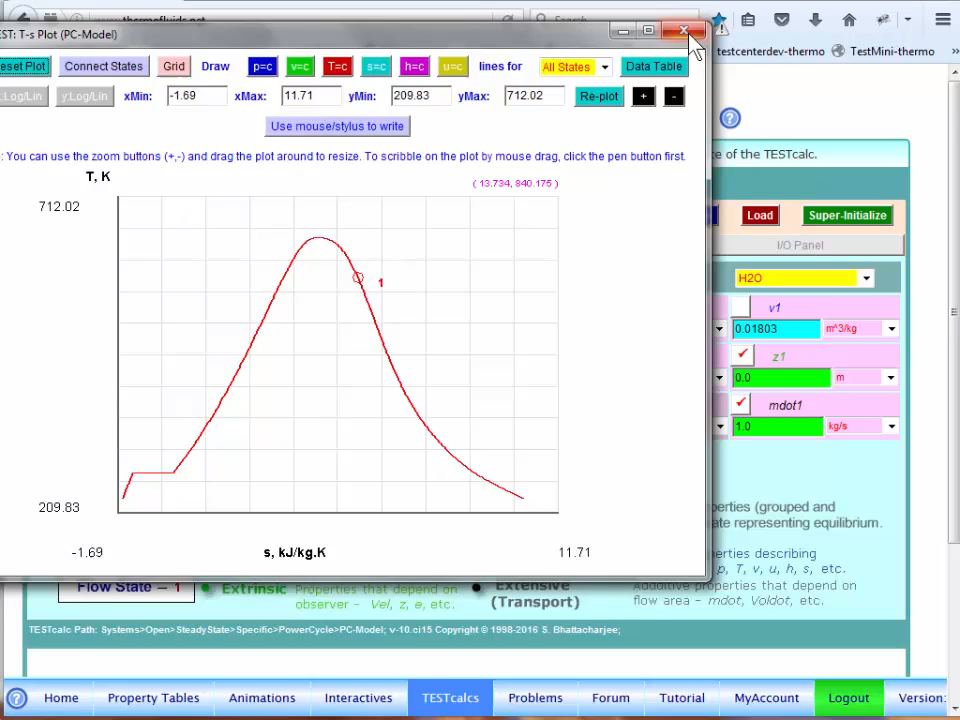 EST: T-s Plot (PC-Model)
eset Plot Connect States Grid Draw p=c v=c T=c s=c h=c u=c lines for All States Data Table
x:Log/Lin y:Log/Lin xMin: -1.69 xMax: 11.71 yMin: 209.83 yMax: 712.02 Re-plot + -
Use mouse/stylus to write
: You can use the zoom buttons (+,-) and drag the plot around to resize. To scribble on the plot by mouse drag, click the pen button first.
T, K
( 13.734, 840.175 )
712.02
1
209.83
-1.69 s, kJ/kg.K 11.71
Search
testcenterdev-thermo TestMini-thermo
?
ce of the TESTcalc.
Load Super-Initialize
I/O Panel
H2O
v1
0.01803 m^3/kg
z1
0.0 m
mdot1
1.0 kg/s
perties (grouped and
ate representing equilibrium.
perties describing
p, T, v, u, h, s, etc.
Flow State – 1 Extrinsic Properties that depend on Extensive Addditive properties that depend on
observer – Vel, z, e, etc. (Transport) flow area – mdot, Voldot, etc.
TESTcalc Path: Systems>Open>SteadyState>Specific>PowerCycle>PC-Model; v-10.ci15 Copyright © 1998-2016 S. Bhattacharjee;
? Home Property Tables Animations Interactives TESTcalcs Problems Forum Tutorial MyAccount Logout Version: